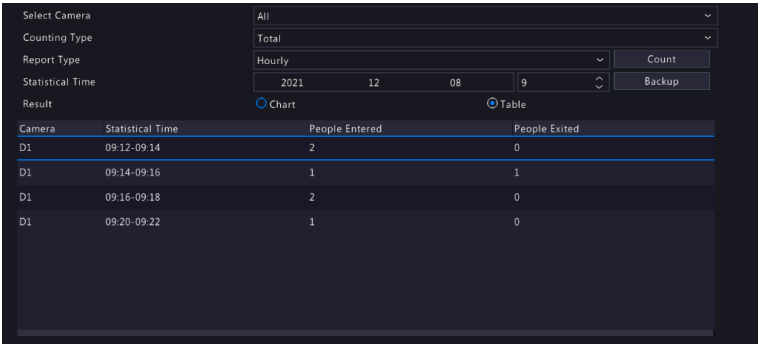 Select Camera All
Counting Type Total
Report Type Hourly Count
Statistical Time 2021 12 08 9 Backup
Result Chart Table
Camera Statistical Time People Entered People Exited
D1 09:12-09:14 2 0
D1 09:14-09:16 1 1
D1 09:16-09:18 2 0
D1 09:20-09:22 1 0